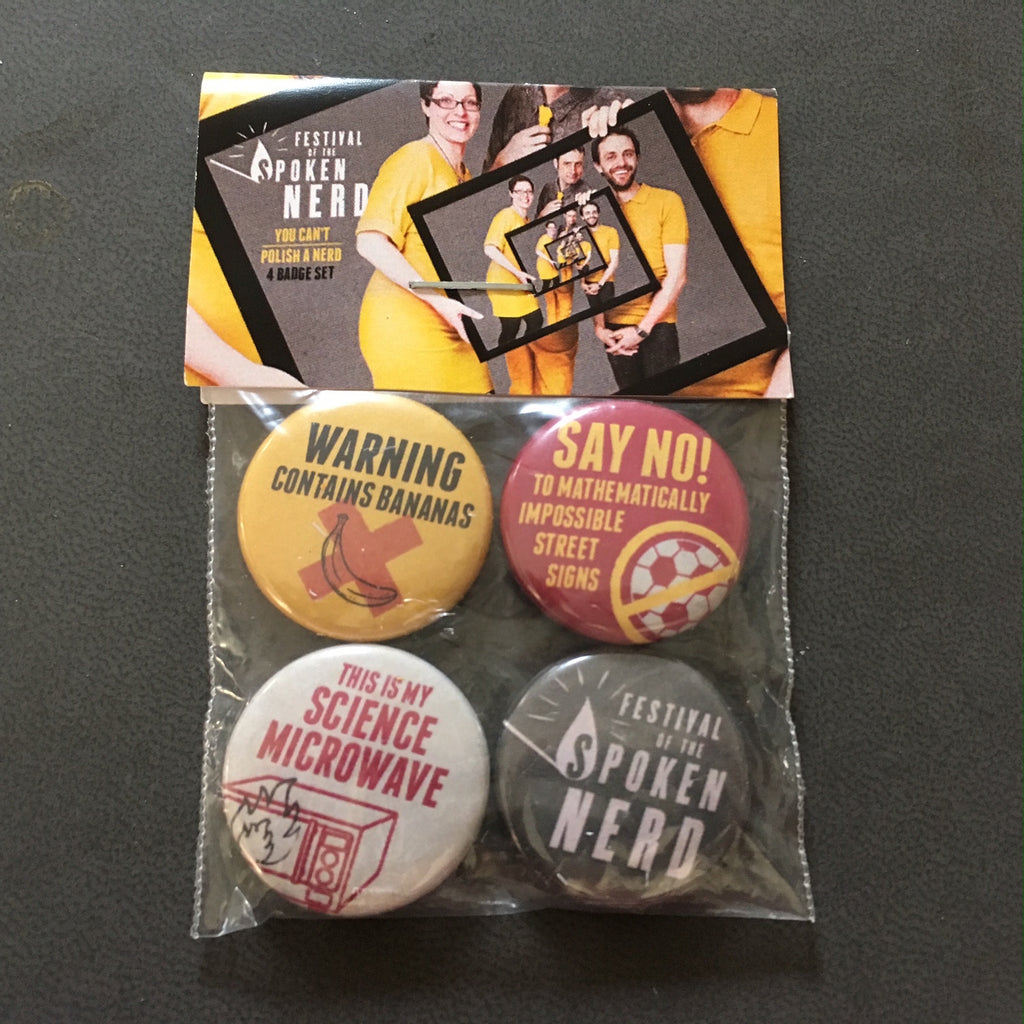 FESTIVAL
OF THE
SPOKEN
NERD
YOU CAN'T
POLISH A NERD
4 BADGE SET
WARNING
CONTAINS BANANAS
SAY NO!
TO MATHEMATICALLY
IMPOSSIBLE
STREET
SIGNS
THIS IS MY
SCIENCE
MICROWAVE
FESTIVAL
OF THE
SPOKEN
NERD